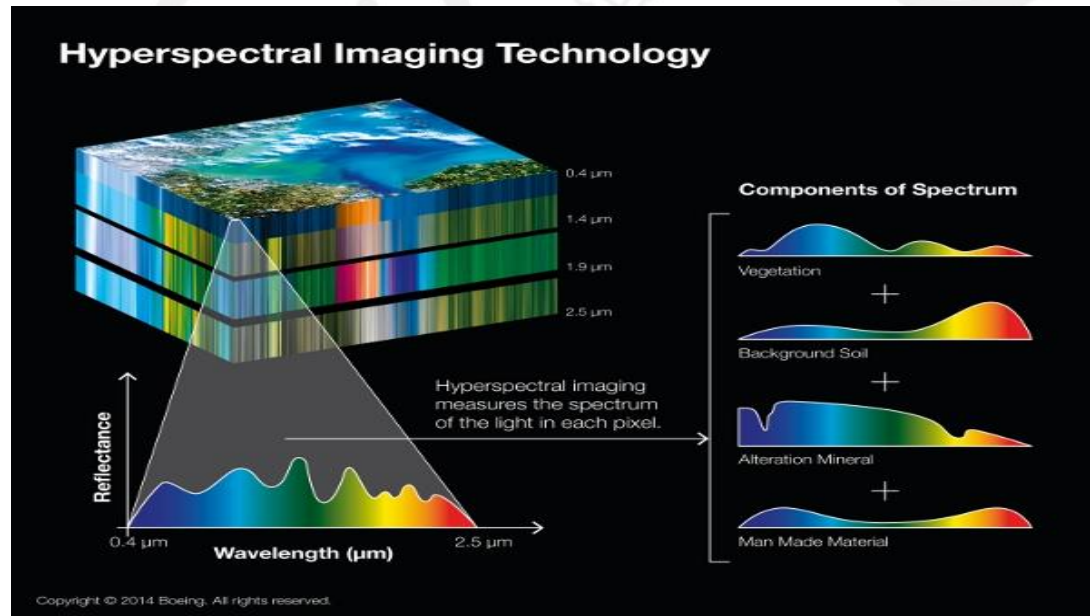 Hyperspectral Imaging Technology
0.4 µm
1.4 µm
1.9 µm
2.5 µm
Hyperspectral imaging
measures the spectrum
of the light in each pixel.
Reflectance
0.4 µm
2.5 µm
Wavelength (µm)
Components of Spectrum
Vegetation
+
Background Soil
+
Alteration Mineral
+
Man Made Material
Copyright © 2014 Boeing. All rights reserved.